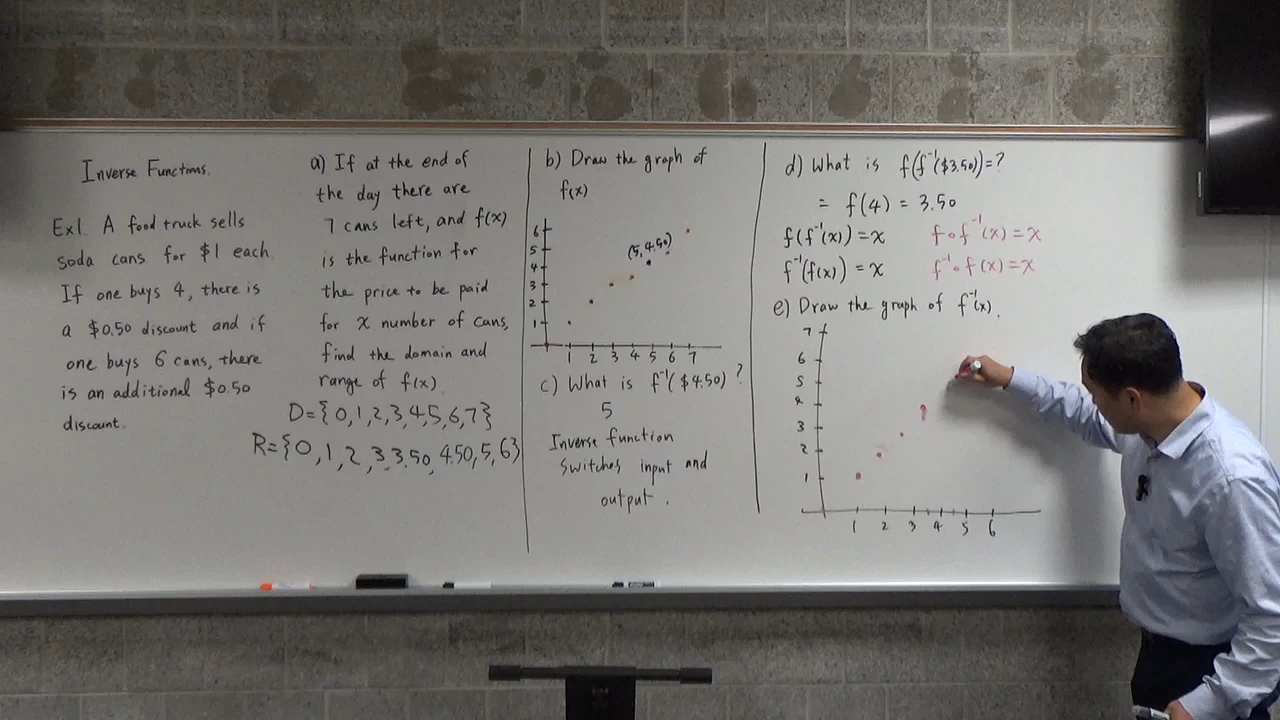 Inverse Functions.
Ex1. A food truck sells
soda cans for $1 each.
If one buys 4, there is
a $0.50 discount and if
one buys 6 cans, there
is an additional $0.50
discount.
a) If at the end of
the day there are
7 cans left, and f(x)
is the function for
the price to be paid
for x number of cans,
find the domain and
range of f(x).
D={0,1,2,3,4,5,6,7}
R={0,1,2,3,3.50,4.50,5,6}
b) Draw the graph of
f(x)
6
5
4
3
2
1
(5,4.50)
1 2 3 4 5 6 7
c) What is f⁻¹($4.50)?
5
Inverse function
switches input and
output.
d) What is f(f⁻¹($3.50))=?
= f(4) = 3.50
f(f⁻¹(x))=x f∘f⁻¹(x)=x
f⁻¹(f(x))=x f⁻¹∘f(x)=x
e) Draw the graph of f⁻¹(x).
7
6
5
4
3
2
1
1 2 3 4 5 6